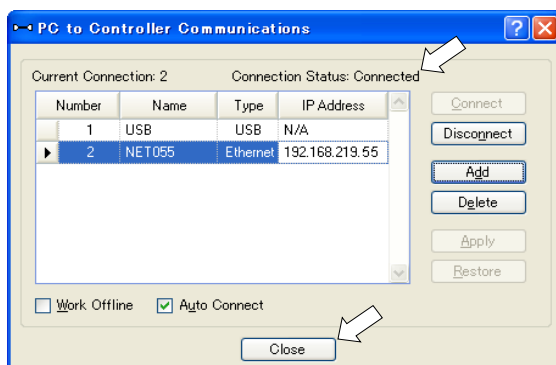 PC to Controller Communications
Current Connection: 2 Connection Status: Connected
Number Name Type IP Address
1 USB USB N/A
2 NET055 Ethernet 192.168.219.55
Connect
Disconnect
Add
Delete
Apply
Restore
Work Offline Auto Connect
Close